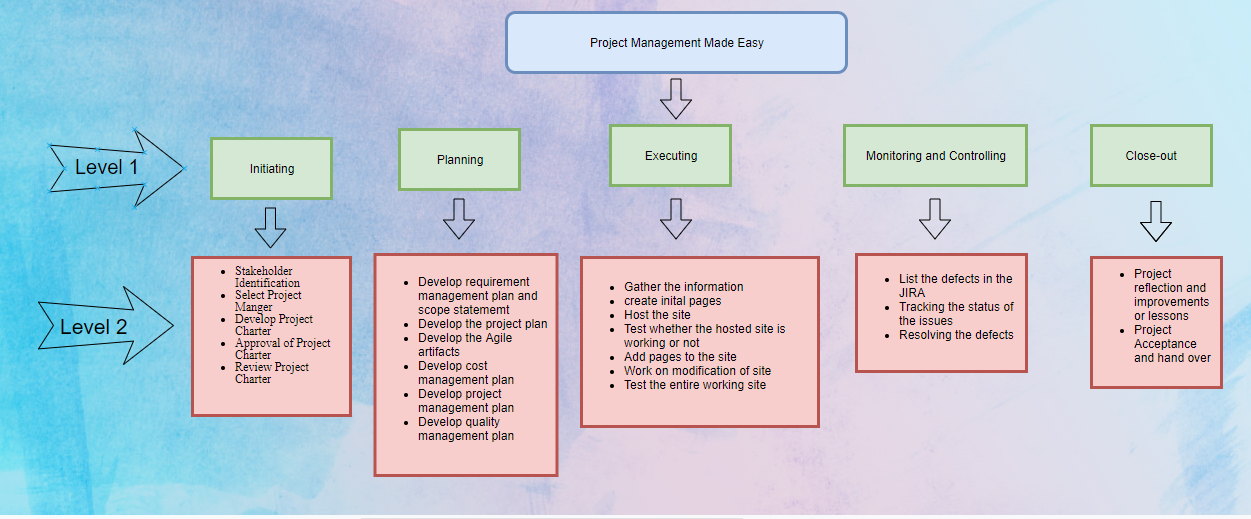 Project Management Made Easy
Level 1
Initiating
Planning
Executing
Monitoring and Controlling
Close-out
Level 2
• Stakeholder
Identification
• Select Project
Manger
• Develop Project
Charter
• Approval of Project
Charter
• Review Project
Charter
• Develop requirement
management plan and
scope statememt
• Develop the project plan
• Develop the Agile
artifacts
• Develop cost
management plan
• Develop project
management plan
• Develop quality
management plan
• Gather the information
• create inital pages
• Host the site
• Test whether the hosted site is
working or not
• Add pages to the site
• Work on modification of site
• Test the entire working site
• List the defects in the
JIRA
• Tracking the status of
the issues
• Resolving the defects
• Project
reflection and
improvements
or lessons
• Project
Acceptance
and hand over